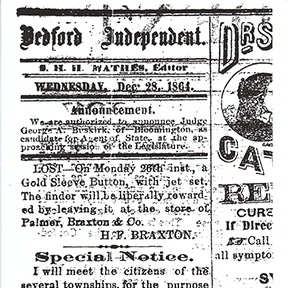 Bedford Independent.
S. H. H. MATHES, Editor
WEDNESDAY, Dec. 28, 1864.
Announcement.
We are authorized to announce Judge
George A. Buskirk, of Bloomington, as
candidate for Agent of State, at the ap-
proaching session of the Legislature.
LOST—On Monday 26th inst., a
Gold Sleeve Button, with jet set.
The finder will be liberally reward
ed by leaving it at the store of
Palmer, Braxton & Co.
H. F. BRAXTON.
Special Notice.
I will meet the citizens of the
several townships, for the purpose
DRS
CA
RE
CURE
If Direc
Call
all sympto
SY